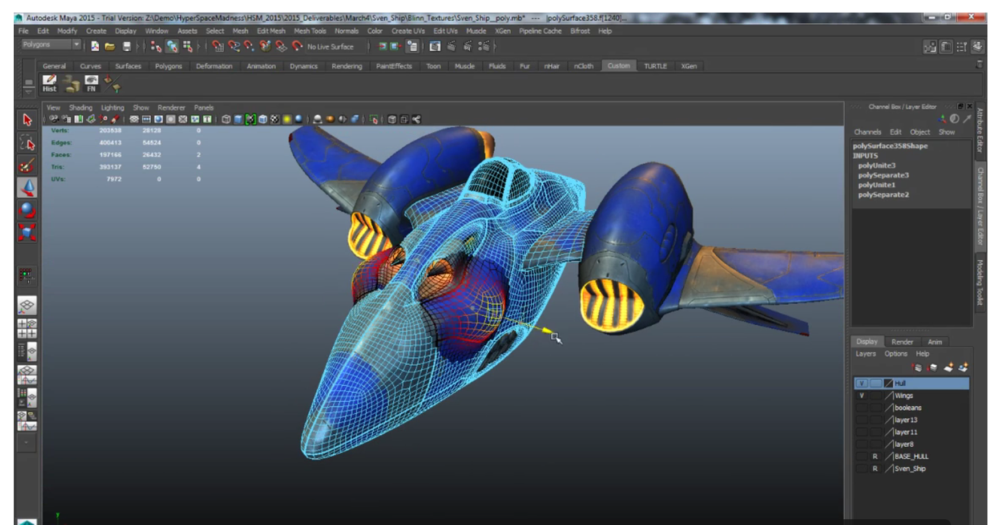 Autodesk Maya 2015 - Trial Version: Z:\Demo\HyperSpaceMadness\HSM_2015\2015_Deliverables\March4\Sven_Ship\Blinn_Textures\Sven_Ship__poly.mb* --- |polySurface358.f[1240]...
File Edit Modify Create Display Window Assets Select Mesh Edit Mesh Mesh Tools Normals Color Create UVs Edit UVs Muscle XGen Pipeline Cache Bifrost Help
Polygons No Live Surface
General Curves Surfaces Polygons Deformation Animation Dynamics Rendering PaintEffects Toon Muscle Fluids Fur nHair nCloth Custom TURTLE XGen
Hist FN
View Shading Lighting Show Renderer Panels
Verts: 203538 28128 0
Edges: 400413 54524 0
Faces: 197166 26432 2
Tris: 393137 52750 4
UVs: 7972 0 0
y
Channel Box / Layer Editor
Channels Edit Object Show
polySurface358Shape
INPUTS
polyUnite3
polySeparate3
polyUnite1
polySeparate2
Display Render Anim
Layers Options Help
V Hull
V Wings
booleans
layer13
layer11
layer8
R BASE_HULL
R Sven_Ship
Attribute Editor
Channel Box / Layer Editor
Modeling Toolkit